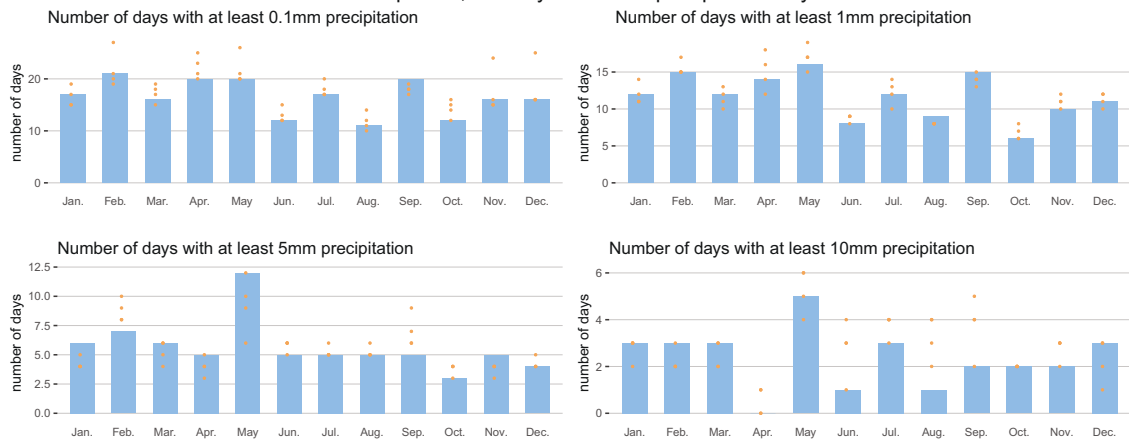 Number of days with at least 0.1mm precipitation
number of days
20
10
0
Jan. Feb. Mar. Apr. May Jun. Jul. Aug. Sep. Oct. Nov. Dec.
Number of days with at least 1mm precipitation
number of days
15
10
5
0
Jan. Feb. Mar. Apr. May Jun. Jul. Aug. Sep. Oct. Nov. Dec.
Number of days with at least 5mm precipitation
number of days
12.5
10.0
7.5
5.0
2.5
0.0
Jan. Feb. Mar. Apr. May Jun. Jul. Aug. Sep. Oct. Nov. Dec.
Number of days with at least 10mm precipitation
number of days
6
4
2
0
Jan. Feb. Mar. Apr. May Jun. Jul. Aug. Sep. Oct. Nov. Dec.